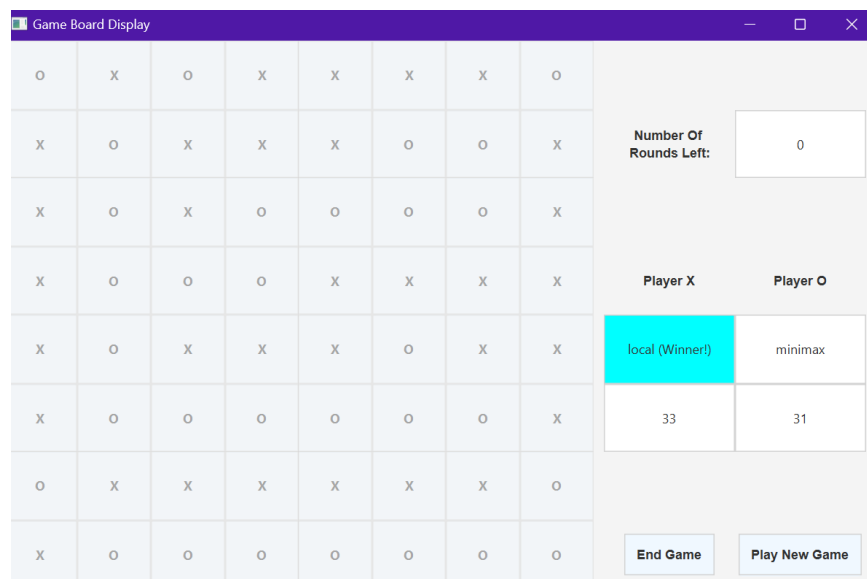 Game Board Display
O X O X X X X O
X O X X X O O X
Number Of
Rounds Left:
0
X O X O O O O X
X O O O X X X X
Player X
Player O
X O X X X O X X
local (Winner!)
minimax
X O O O O O O X
33
31
O X X X X X X O
X O O O O O O O
End Game
Play New Game